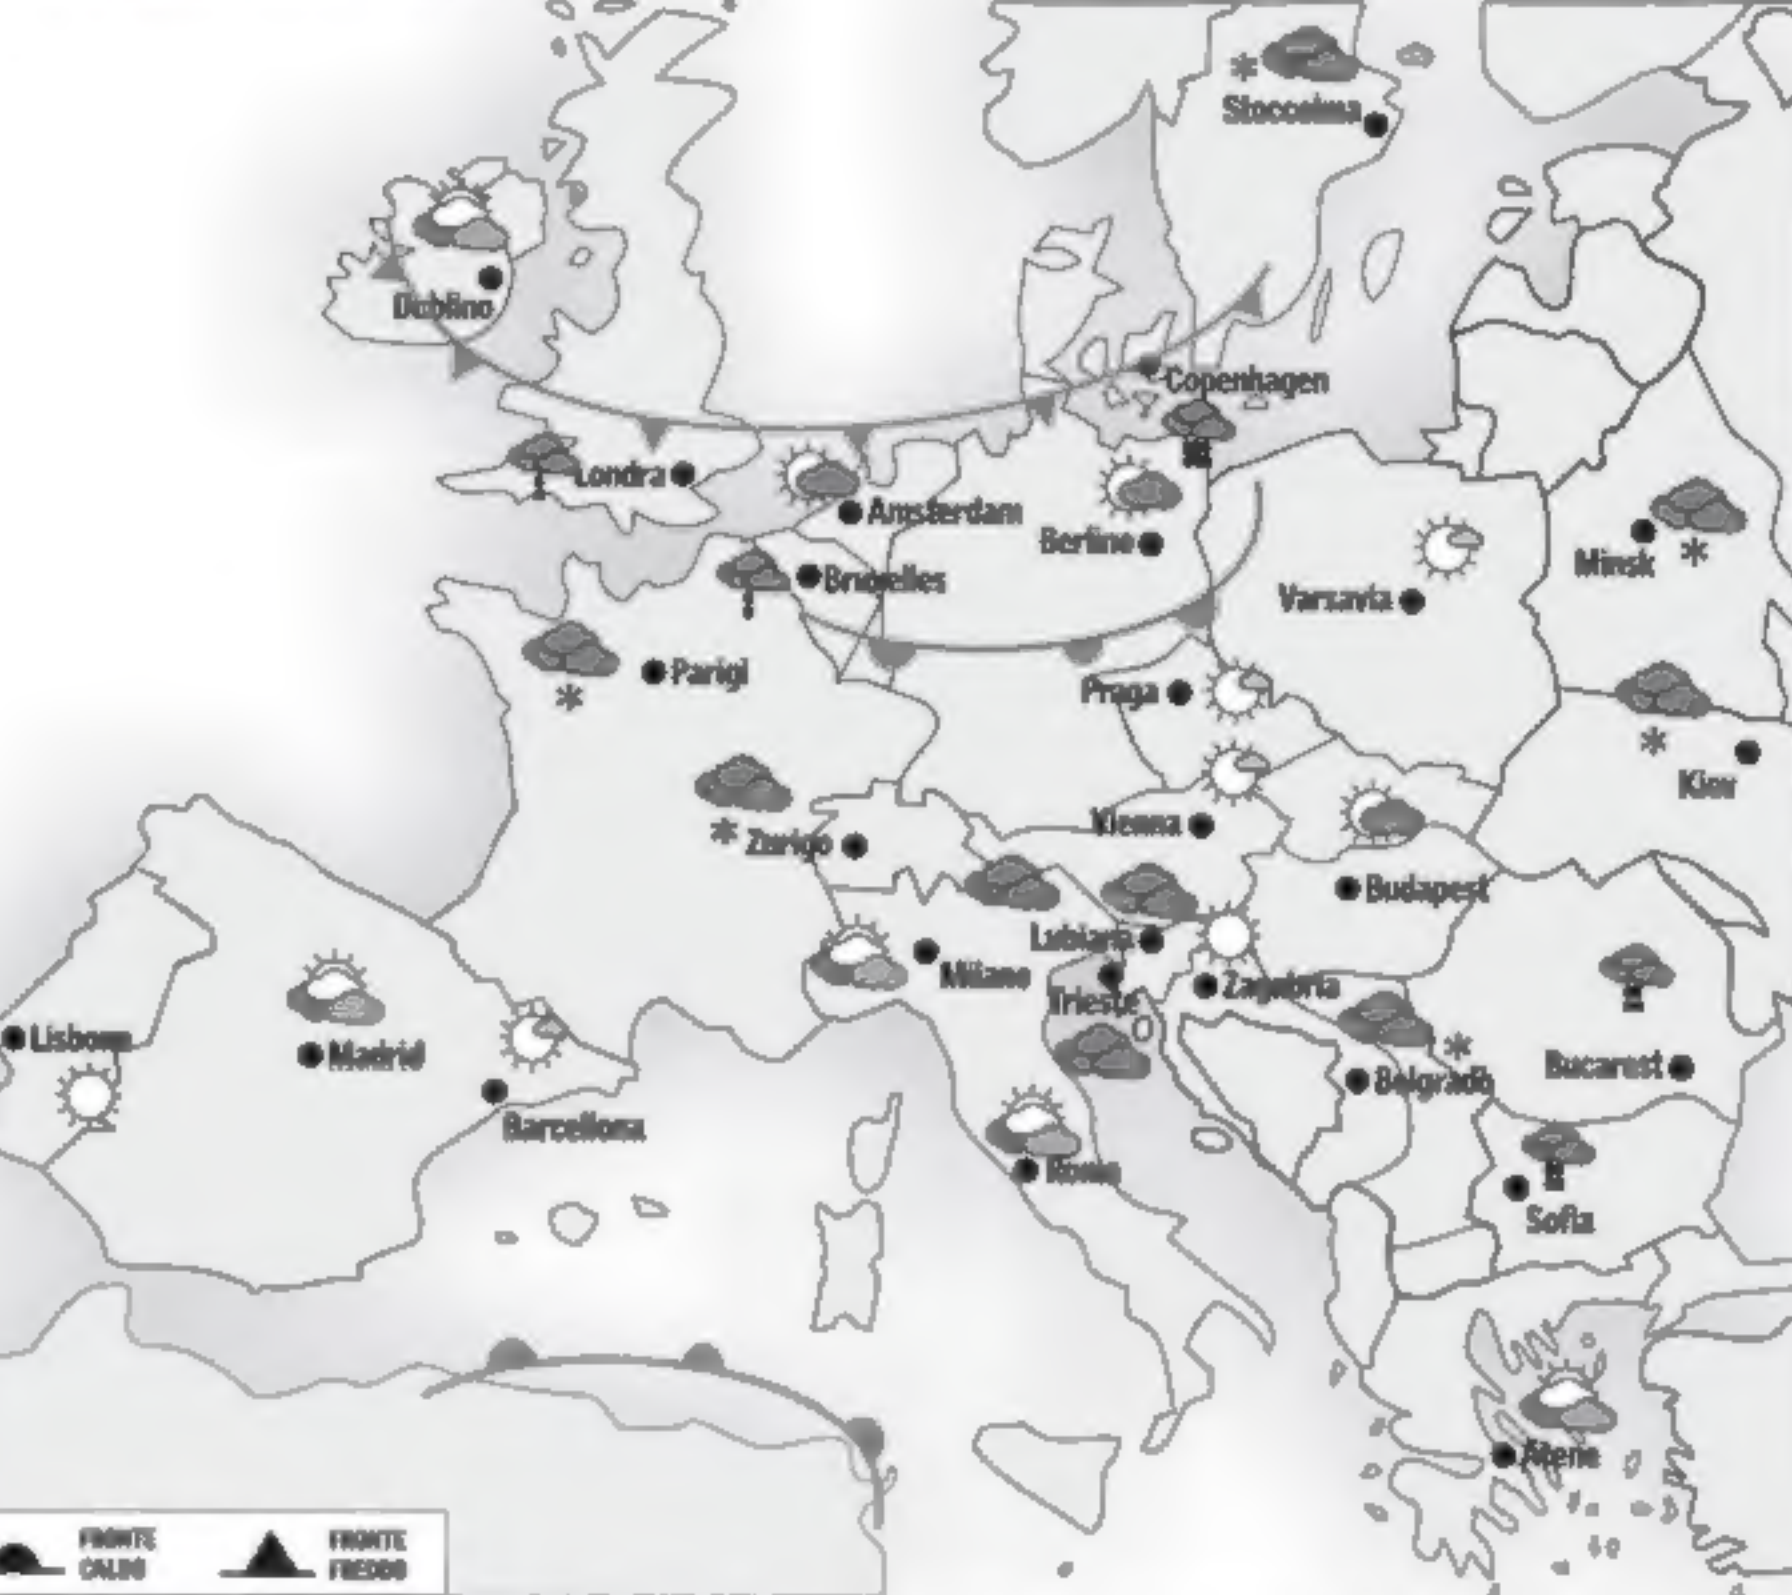 Stoccolma
Dublino
Copenhagen
Londra
Amsterdam
Berlino
Minsk
Bruxelles
Varsavia
Parigi
Praga
Kiev
Vienna
Zurigo
Budapest
Lubiana
Milano
Zagabria
Trieste
Lisbona
Madrid
Bucarest
Belgrado
Barcellona
Roma
Sofia
Atene
FRONTE
CALDO
FRONTE
FREDDO